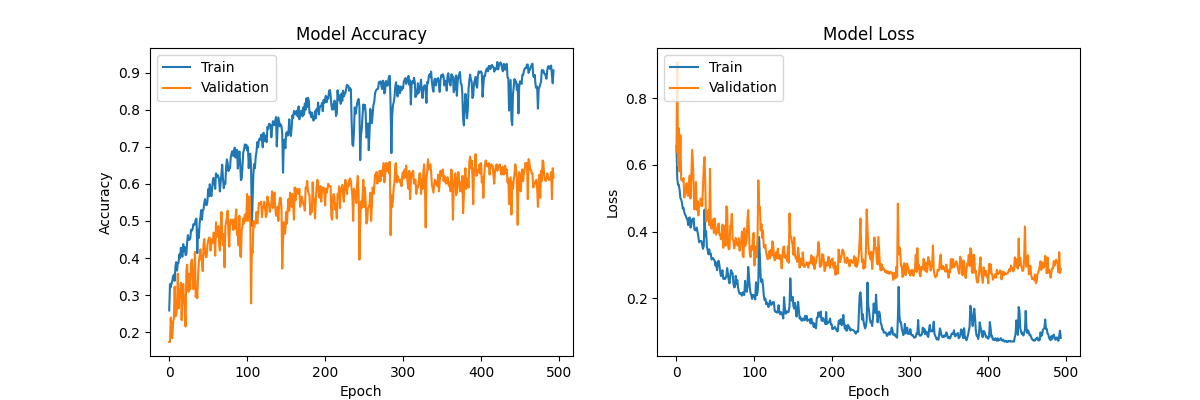 Model Accuracy
Train
Validation
0.9
0.8
0.7
0.6
0.5
0.4
0.3
0.2
Accuracy
0 100 200 300 400 500
Epoch
Model Loss
Train
Validation
0.8
0.6
0.4
0.2
Loss
0 100 200 300 400 500
Epoch